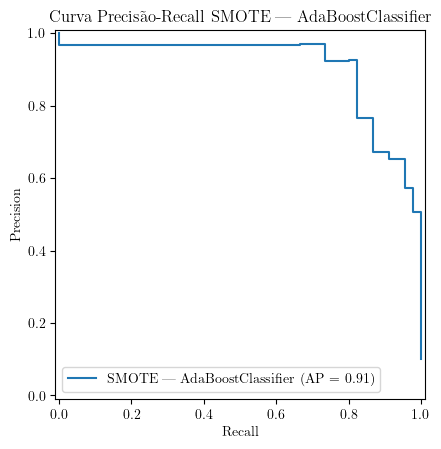 Curva Precisão-Recall SMOTE — AdaBoostClassifier
1.0
0.8
0.6
0.4
0.2
0.0
Precision
SMOTE — AdaBoostClassifier (AP = 0.91)
0.0 0.2 0.4 0.6 0.8 1.0
Recall